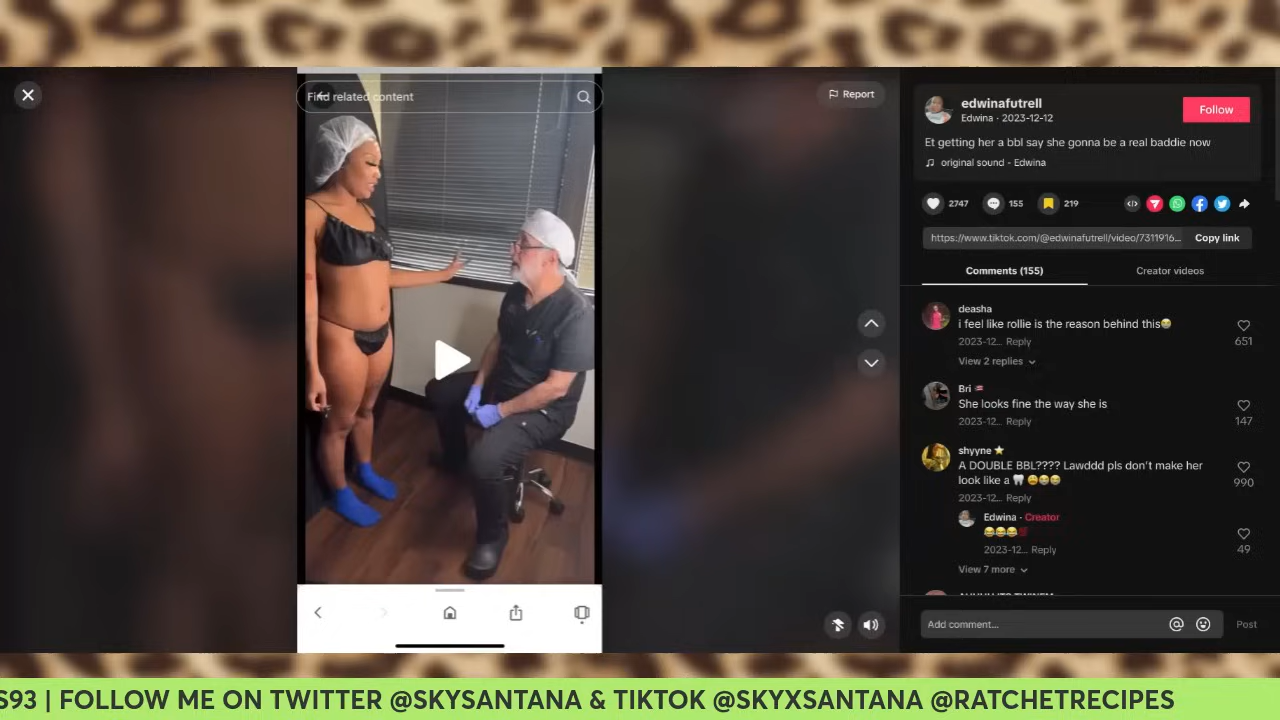 Find related content
Report
edwinafutrell
Edwina · 2023-12-12
Follow
Et getting her a bbl say she gonna be a real baddie now
original sound - Edwina
2747
155
219
https://www.tiktok.com/@edwinafutrell/video/7311916...
Copy link
Comments (155)
Creator videos
deasha
i feel like rollie is the reason behind this😭
651
2023-12... Reply
View 2 replies
Bri
She looks fine the way she is
147
2023-12... Reply
shyyne ⭐
A DOUBLE BBL???? Lawddd pls don't make her
look like a 🦷 😩😭😭
990
2023-12... Reply
Edwina · Creator
😂😂😂💯
49
2023-12... Reply
View 7 more
Add comment...
Post
S93 | FOLLOW ME ON TWITTER @SKYSANTANA & TIKTOK @SKYXSANTANA @RATCHETRECIPES